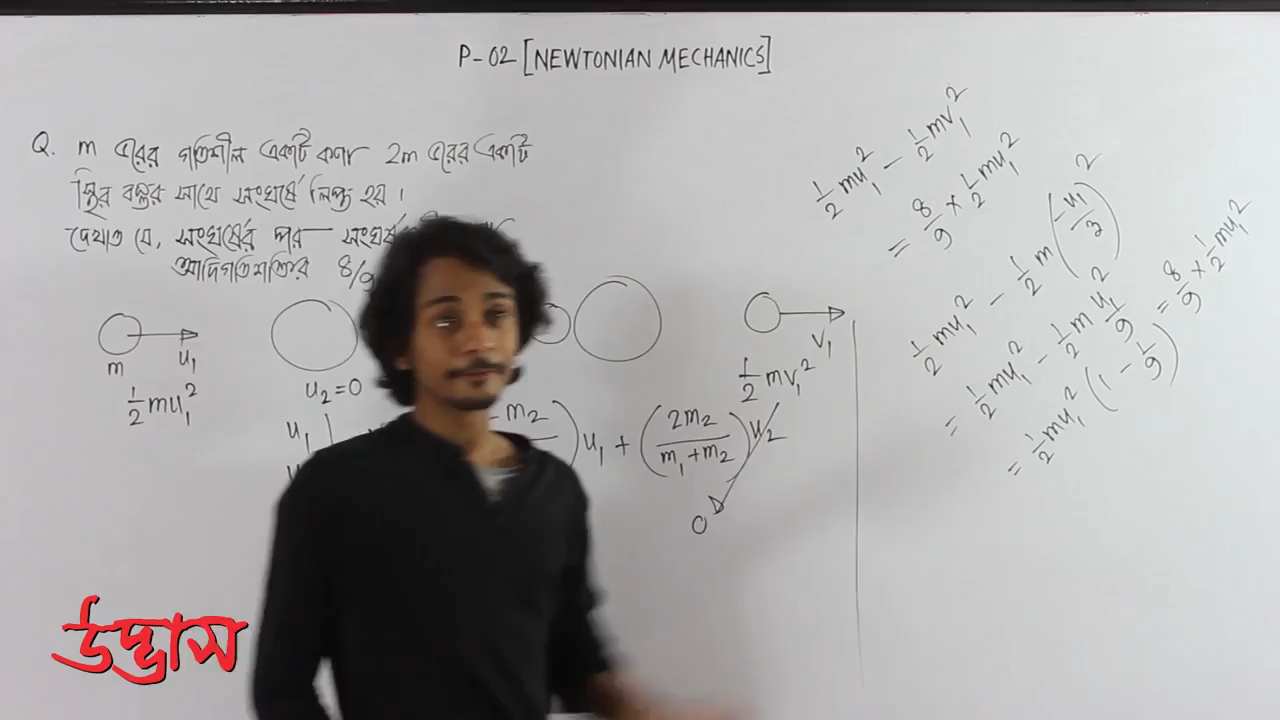 P-02 [NEWTONIAN MECHANICS]
Q. m ভরের গতিশীল একটি কণা 2m ভরের একটি
স্থির বস্তুর সাথে সংঘর্ষে লিপ্ত হয়।
দেখাও যে, সংঘর্ষের পর
আদিগতিশক্তির 8/9
m
u₁
½mu₁²
u₂=0
u₁
v₁
½mv₁²
-m₂)u₁ + (2m₂/(m₁+m₂))u₂
0
½mu₁² - ½mv₁²
= 8/9 × ½mu₁²
½mu₁² - ½m(-u₁/3)²
= ½mu₁² - ½m u₁²/9
= ½mu₁²(1 - 1/9)
= 8/9 × ½mu₁²
উদ্ভাস